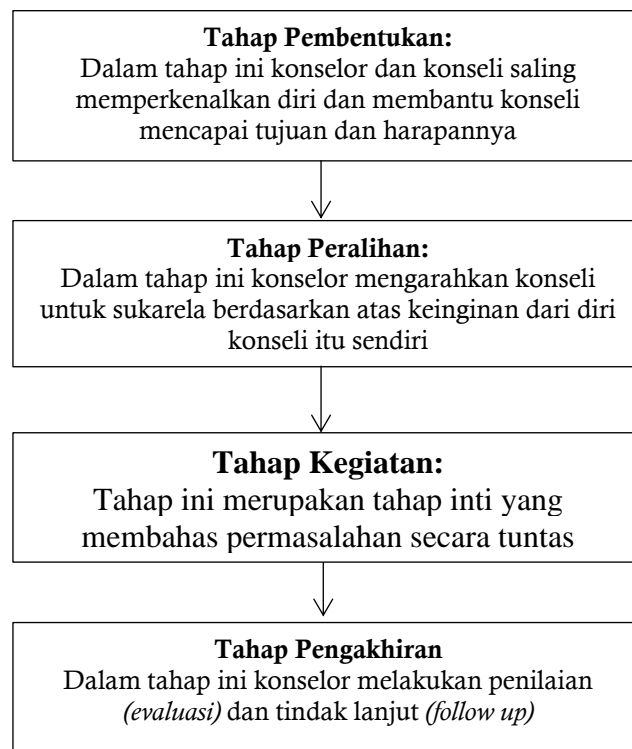 Tahap Pembentukan:
Dalam tahap ini konselor dan konseli saling
memperkenalkan diri dan membantu konseli
mencapai tujuan dan harapannya
Tahap Peralihan:
Dalam tahap ini konselor mengarahkan konseli
untuk sukarela berdasarkan atas keinginan dari diri
konseli itu sendiri
Tahap Kegiatan:
Tahap ini merupakan tahap inti yang
membahas permasalahan secara tuntas
Tahap Pengakhiran
Dalam tahap ini konselor melakukan penilaian
(evaluasi) dan tindak lanjut (follow up)